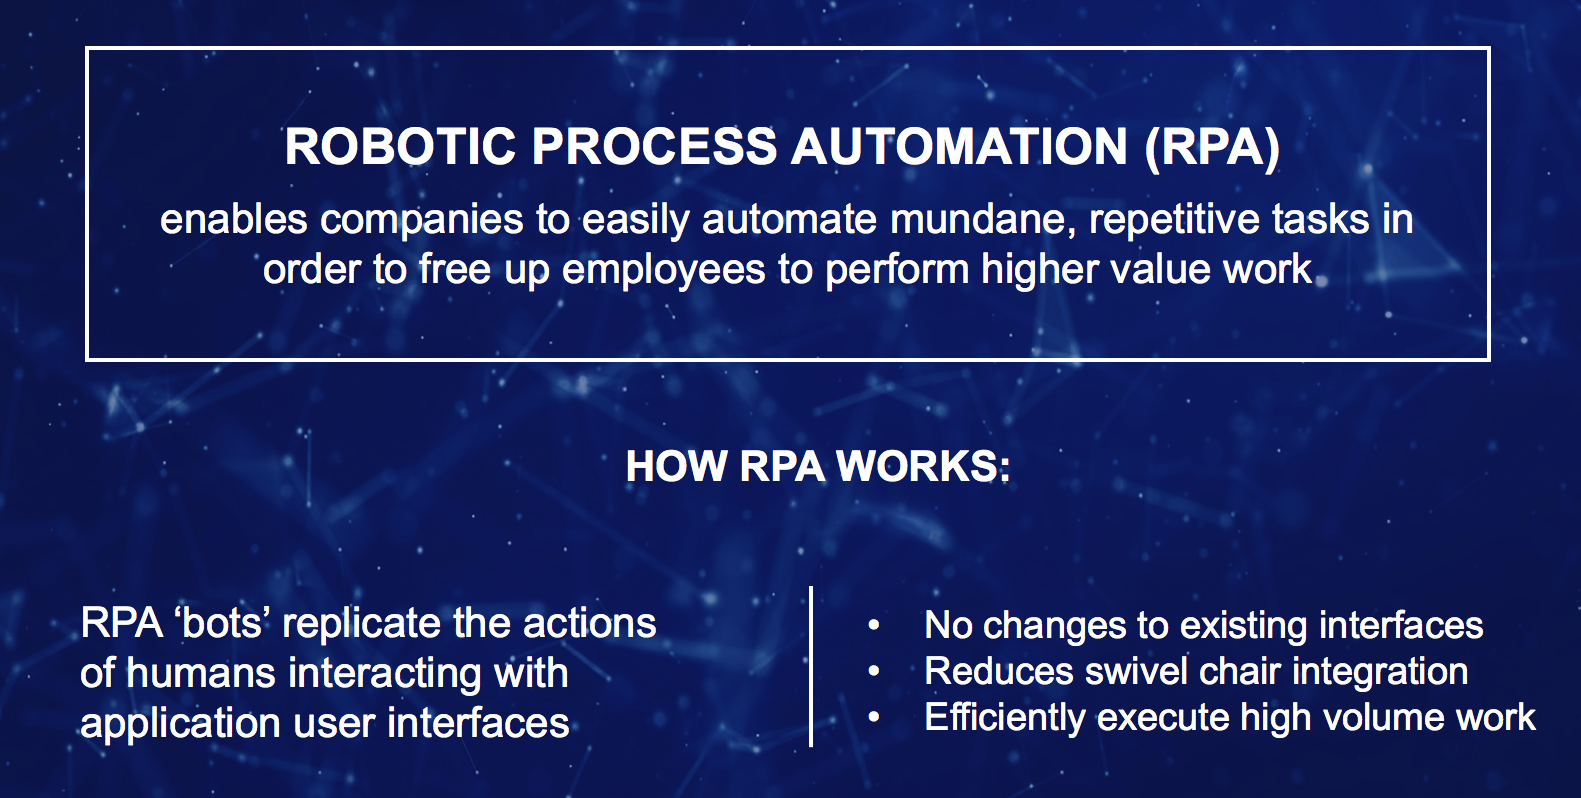 ROBOTIC PROCESS AUTOMATION (RPA)
enables companies to easily automate mundane, repetitive tasks in
order to free up employees to perform higher value work
HOW RPA WORKS:
RPA ‘bots’ replicate the actions
of humans interacting with
application user interfaces
• No changes to existing interfaces
• Reduces swivel chair integration
• Efficiently execute high volume work